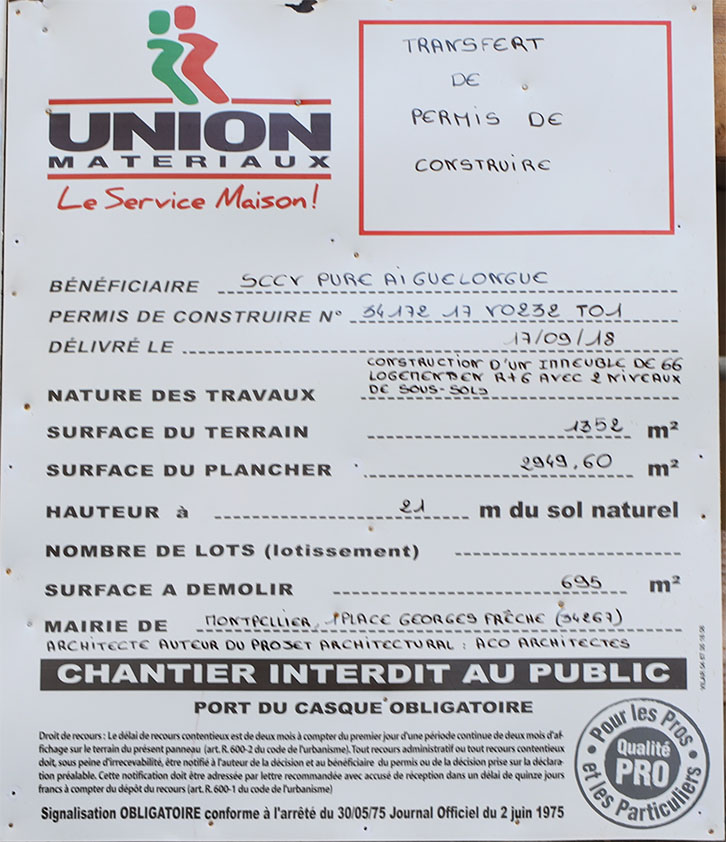 UNION
MATERIAUX
Le Service Maison!
TRANSFERT
DE
PERMIS DE
CONSTRUIRE
BÉNÉFICIAIRE SCCV PURE AIGUELONGUE
PERMIS DE CONSTRUIRE N° 34172 17 V0232 T01
DÉLIVRÉ LE 17/09/18
CONSTRUCTION D'UN INNEUBLE DE 66
LOGEMENT EN R+6 AVEC 2 NIVEAUX
NATURE DES TRAVAUX DE SOUS-SOLS
SURFACE DU TERRAIN 1352 m²
SURFACE DU PLANCHER 2949,60 m²
HAUTEUR à 21 m du sol naturel
NOMBRE DE LOTS (lotissement)
SURFACE A DEMOLIR 695 m²
MAIRIE DE MONTPELLIER, 1 PLACE GEORGES FRÊCHE (34267)
ARCHITECTE AUTEUR DU PROJET ARCHITECTURAL : ACO ARCHITECTES
CHANTIER INTERDIT AU PUBLIC
PORT DU CASQUE OBLIGATOIRE
Droit de recours : Le délai de recours contentieux est de deux mois à compter du premier jour d'une période continue de deux mois d'af-
fichage sur le terrain du présent panneau (art. R. 600-2 du code de l'urbanisme). Tout recours administratif ou tout recours contentieux
doit, sous peine d'irrecevabilité, être notifié à l'auteur de la décision et au bénéficiaire du permis ou de la décision prise sur la déclara-
tion préalable. Cette notification doit être adressée par lettre recommandée avec accusé de réception dans un délai de quinze jours
francs à compter du dépôt du recours (art. R. 600-1 du code de l'urbanisme)
Signalisation OBLIGATOIRE conforme à l'arrêté du 30/05/75 Journal Officiel du 2 juin 1975
Pour les Pros
Qualité
PRO
et les Particuliers